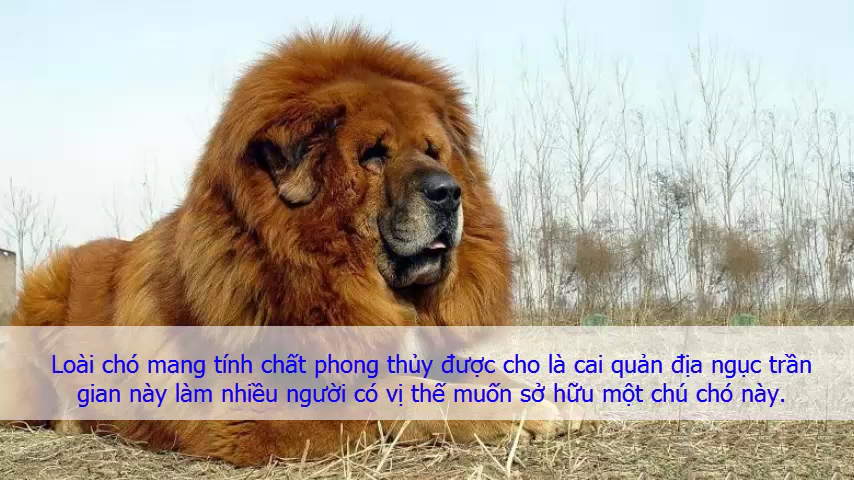 Loài chó mang tính chất phong thủy được cho là cai quản địa ngục trần
gian này làm nhiều người có vị thế muốn sở hữu một chú chó này.